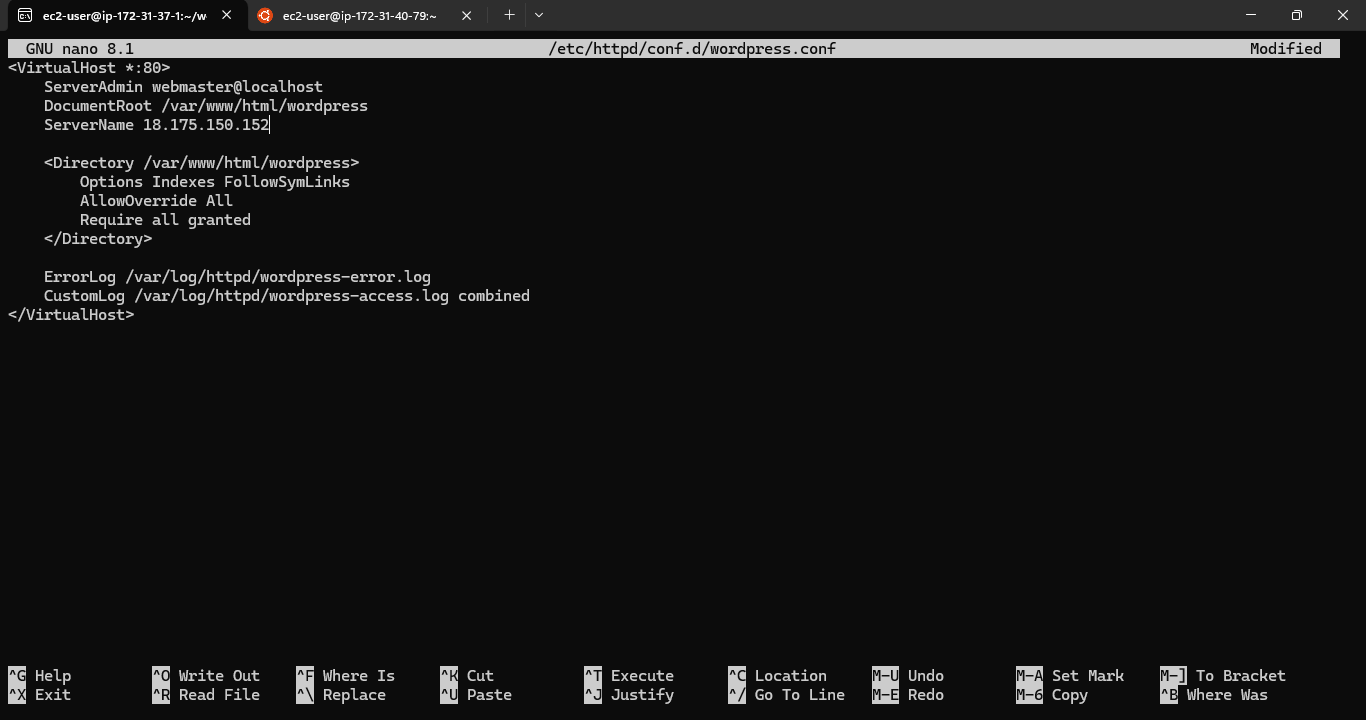 ec2-user@ip-172-31-37-1:~/w
ec2-user@ip-172-31-40-79:~
GNU nano 8.1 /etc/httpd/conf.d/wordpress.conf Modified
<VirtualHost *:80>
    ServerAdmin webmaster@localhost
    DocumentRoot /var/www/html/wordpress
    ServerName 18.175.150.152

    <Directory /var/www/html/wordpress>
        Options Indexes FollowSymLinks
        AllowOverride All
        Require all granted
    </Directory>

    ErrorLog /var/log/httpd/wordpress-error.log
    CustomLog /var/log/httpd/wordpress-access.log combined
</VirtualHost>

^G Help ^O Write Out ^F Where Is ^K Cut ^T Execute ^C Location M-U Undo M-A Set Mark M-] To Bracket
^X Exit ^R Read File ^\ Replace ^U Paste ^J Justify ^/ Go To Line M-E Redo M-6 Copy ^B Where Was